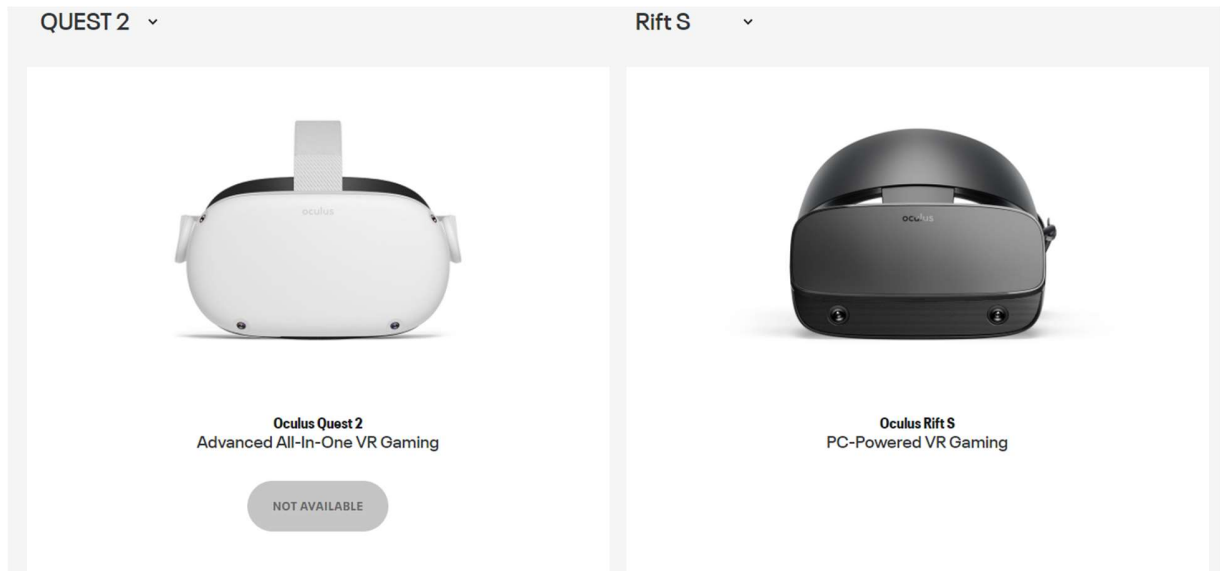 QUEST 2
Rift S
oculus
oculus
Oculus Quest 2
Advanced All-In-One VR Gaming
NOT AVAILABLE
Oculus Rift S
PC-Powered VR Gaming